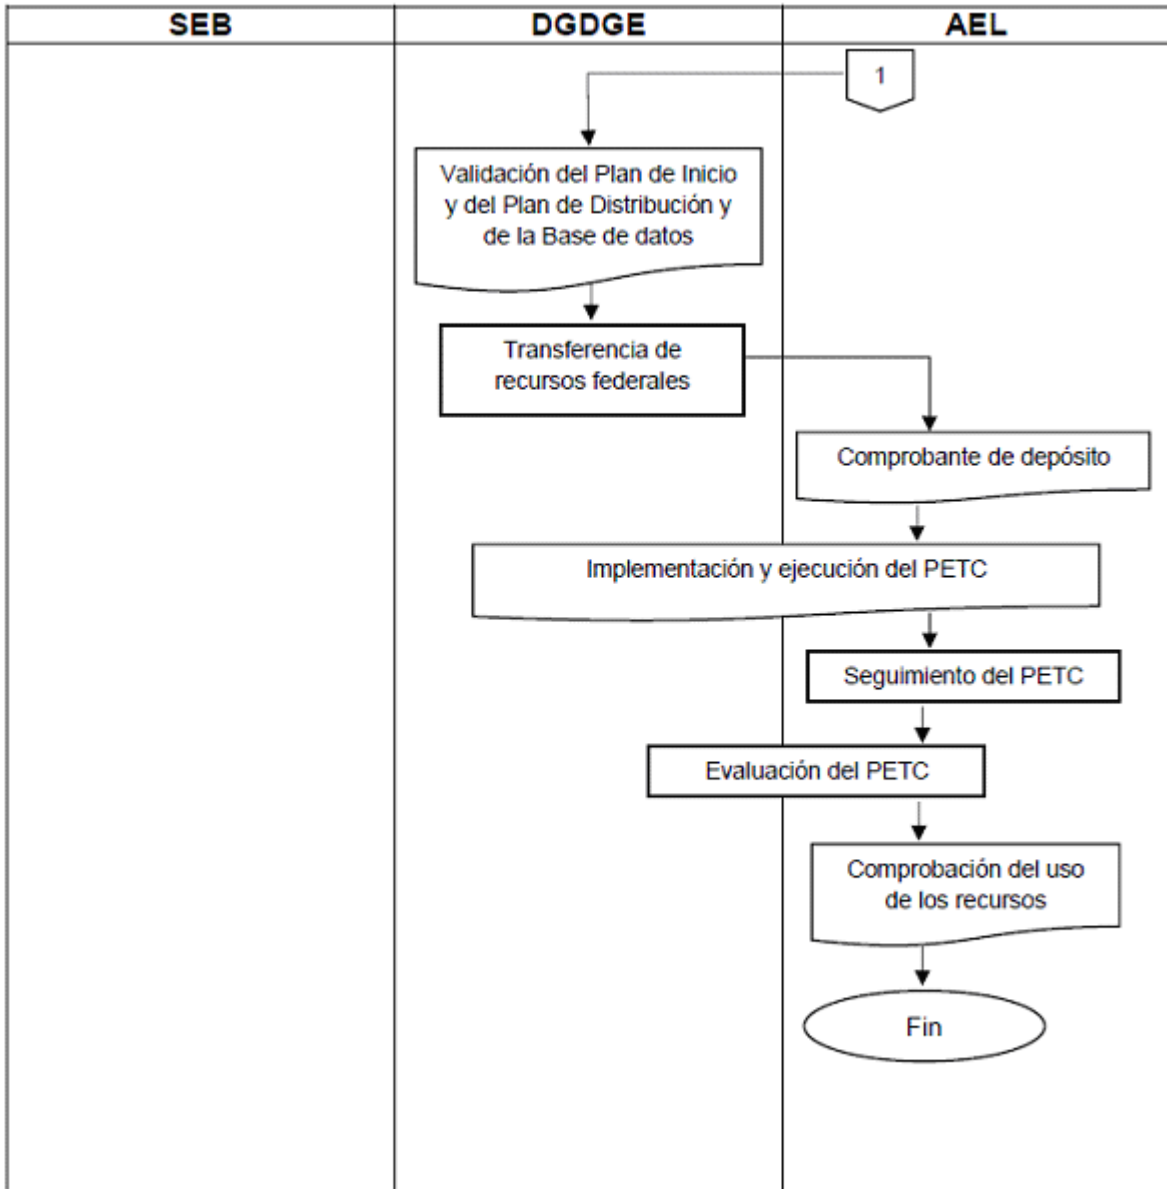 SEB
DGDGE
AEL
1
Validación del Plan de Inicio
y del Plan de Distribución y
de la Base de datos
Transferencia de
recursos federales
Comprobante de depósito
Implementación y ejecución del PETC
Seguimiento del PETC
Evaluación del PETC
Comprobación del uso
de los recursos
Fin